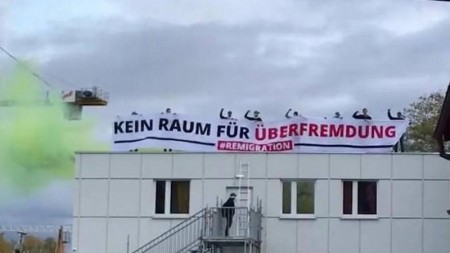 KEIN RAUM FÜR ÜBERFREMDUNG
#REMIGRATION